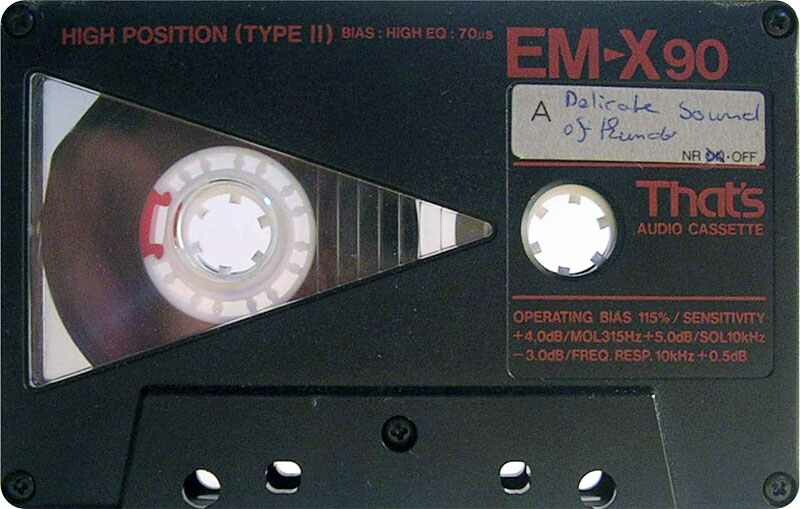 HIGH POSITION (TYPE II) BIAS : HIGH EQ : 70µs
EM▸X90
A Delicate Sound
of thunder
NR ON·OFF
That's
AUDIO CASSETTE
OPERATING BIAS 115% / SENSITIVITY
+4.0dB/MOL315Hz+5.0dB/SOL10kHz
−3.0dB/FREQ. RESP. 10kHz+0.5dB